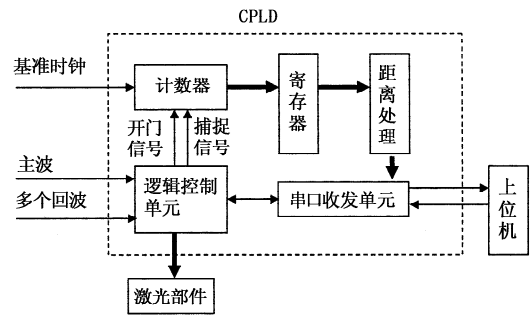 CPLD
基准时钟
计数器
寄
存
器
距
离
处
理
开门
信号
捕捉
信号
主波
多个回波
逻辑控制
单元
串口收发单元
上
位
机
激光部件